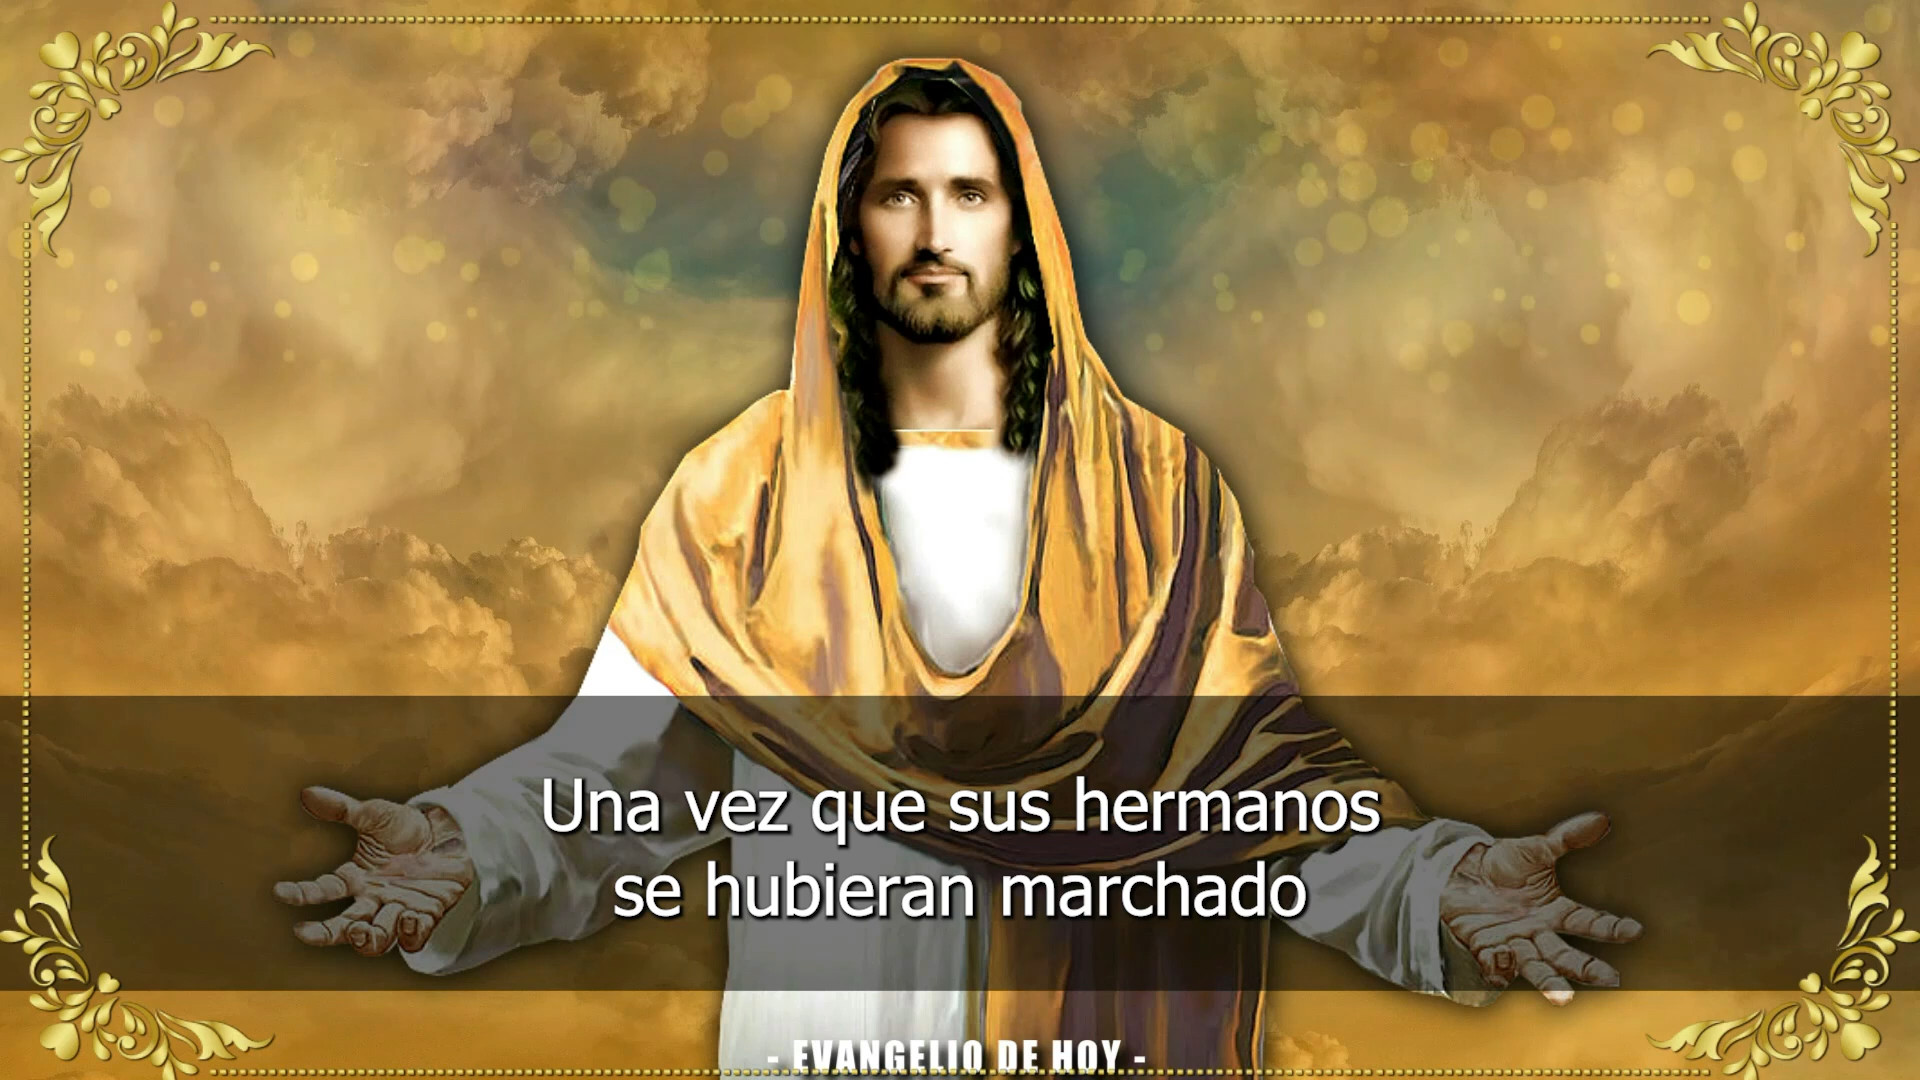 Una vez que sus hermanos
se hubieran marchado
- EVANGELIO DE HOY -